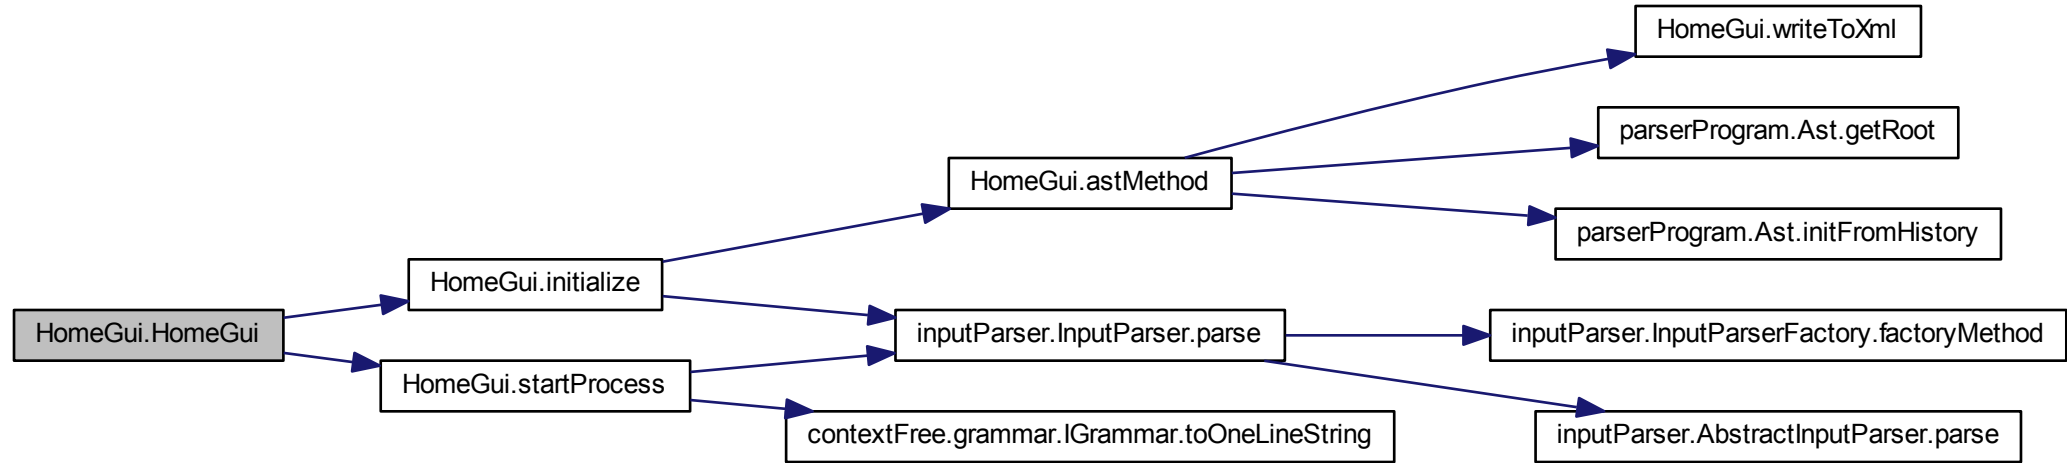 HomeGui.writeToXml
parserProgram.Ast.getRoot
HomeGui.astMethod
parserProgram.Ast.initFromHistory
HomeGui.initialize
HomeGui.HomeGui
inputParser.InputParser.parse
inputParser.InputParserFactory.factoryMethod
HomeGui.startProcess
contextFree.grammar.IGrammar.toOneLineString
inputParser.AbstractInputParser.parse